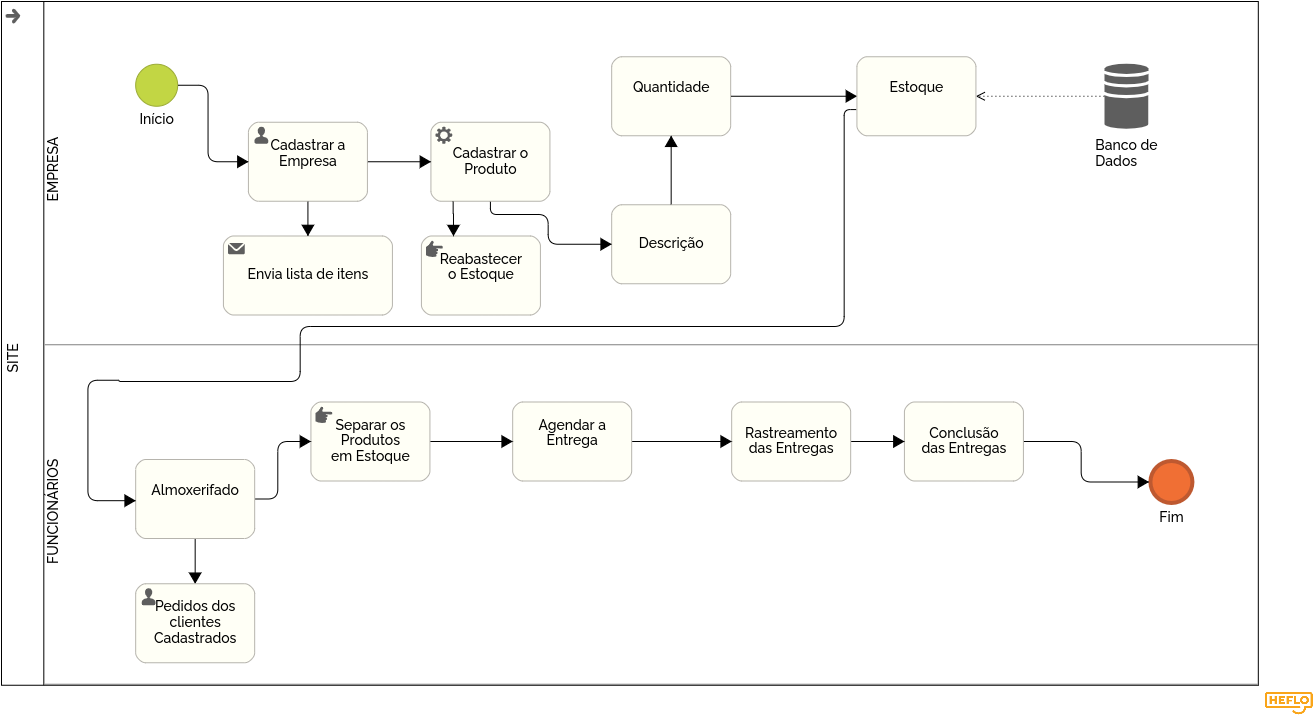 SITE
EMPRESA
Início
Cadastrar a
Empresa
Cadastrar o
Produto
Quantidade
Estoque
Banco de
Dados
Envia lista de itens
Reabastecer
o Estoque
Descrição
FUNCIONÁRIOS
Almoxerifado
Separar os
Produtos
em Estoque
Agendar a
Entrega
Rastreamento
das Entregas
Conclusão
das Entregas
Fim
Pedidos dos
clientes
Cadastrados
HEFLO